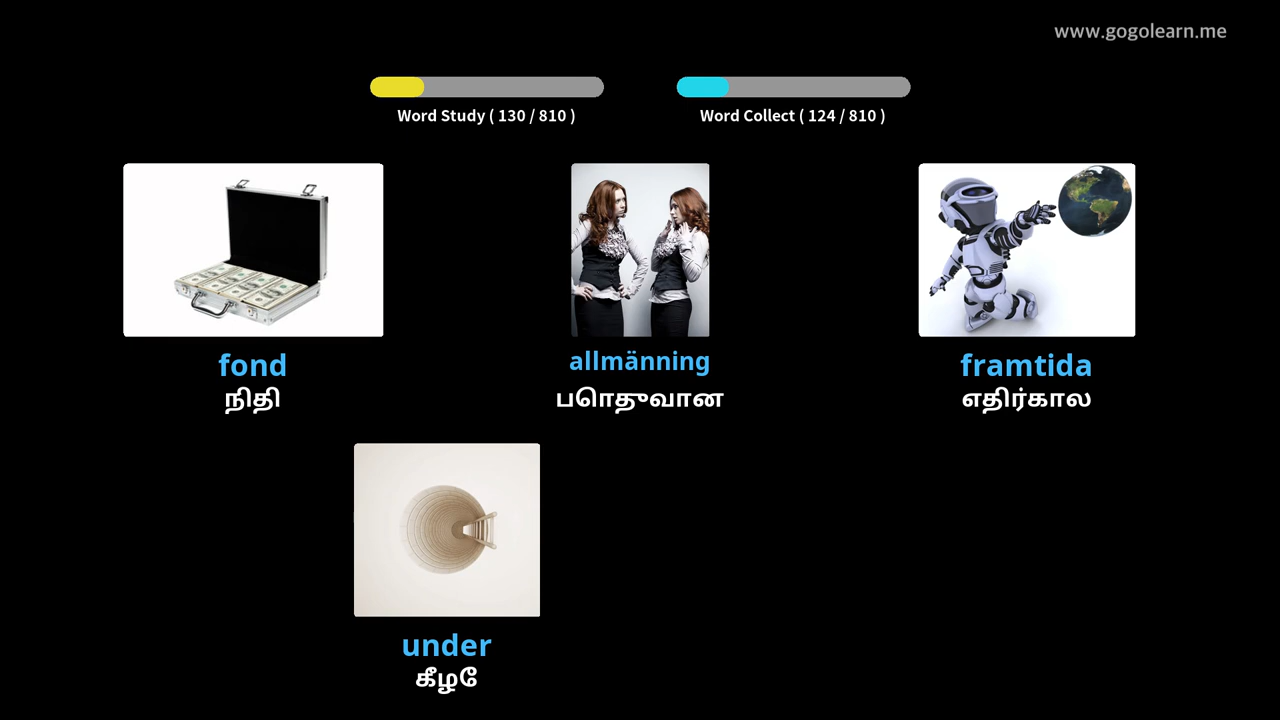 www.gogolearn.me
Word Study ( 130 / 810 )
Word Collect ( 124 / 810 )
fond
நிதி
allmänning
பொதுவான
framtida
எதிர்கால
under
கீழே